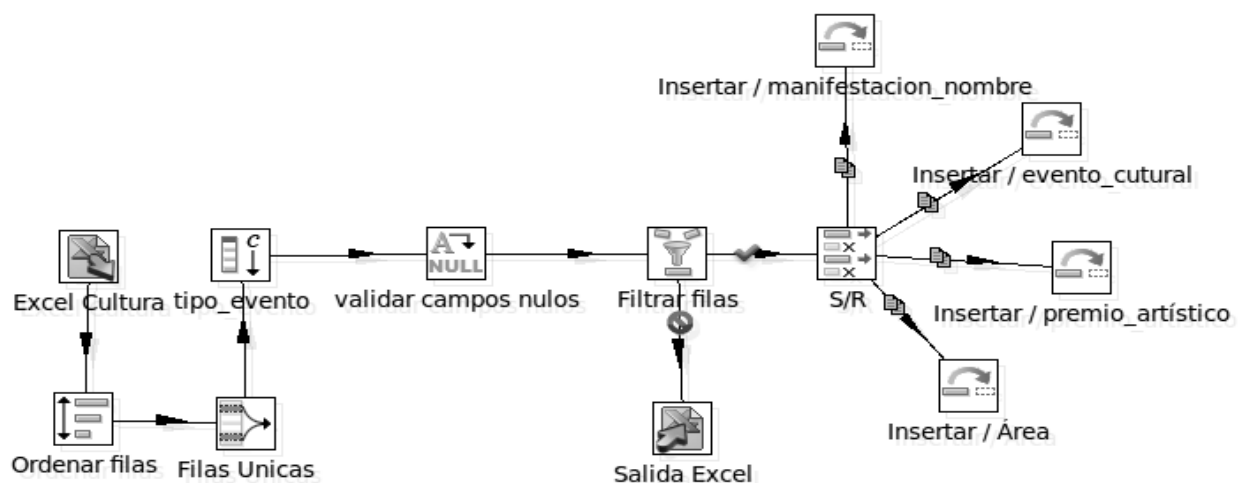 Insertar / manifestacion_nombre
Insertar / evento_cutural
Excel Cultura
tipo_evento
C
A
NULL
validar campos nulos
Filtrar filas
S/R
Insertar / premio_artístico
Insertar / Área
Ordenar filas
Filas Unicas
Salida Excel